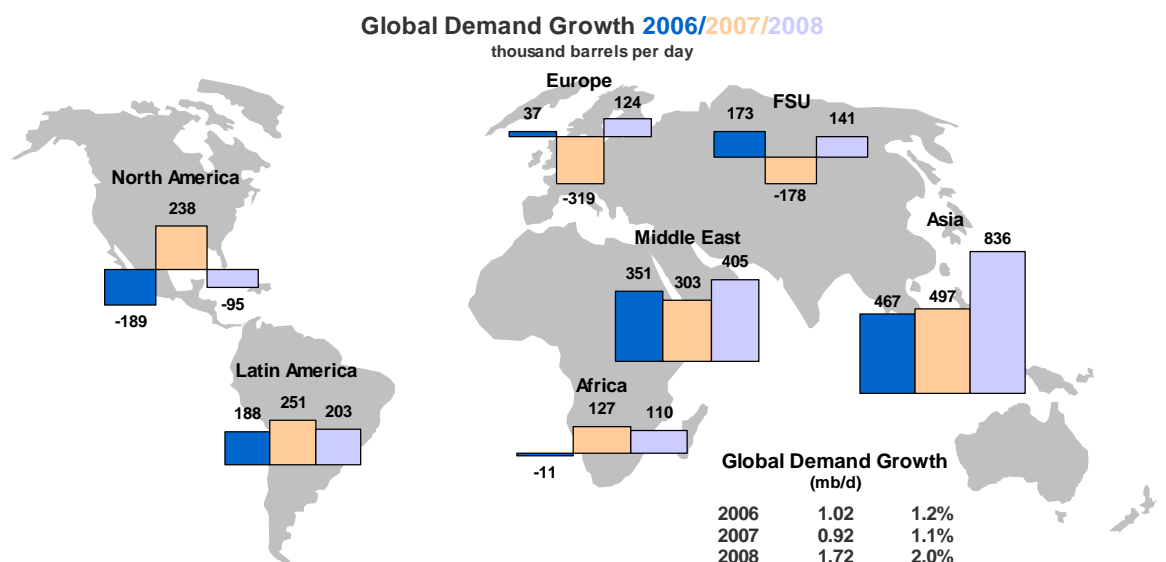 Global Demand Growth 2006/2007/2008
thousand barrels per day
Europe
37
124
-319
FSU
173
141
-178
North America
238
-189
-95
Asia
836
467
497
Middle East
351
303
405
Latin America
188
251
203
Africa
127
110
-11
Global Demand Growth
(mb/d)
2006 1.02 1.2%
2007 0.92 1.1%
2008 1.72 2.0%